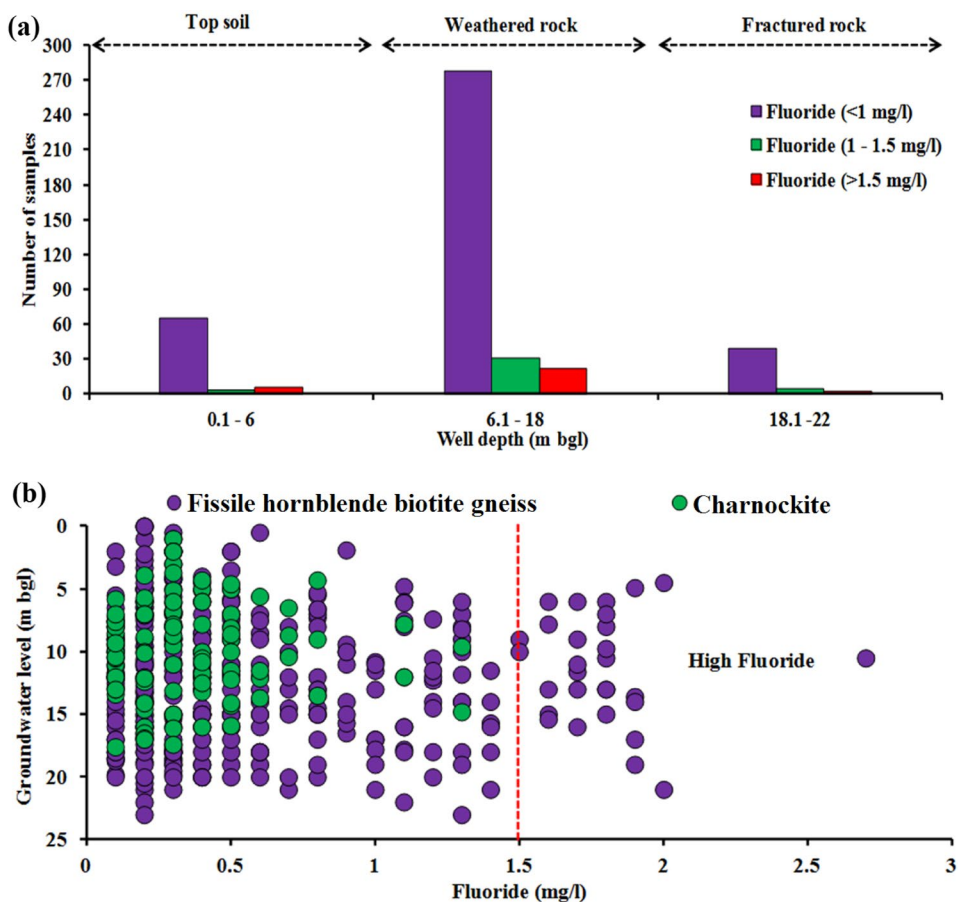 (a)
Top soil
Weathered rock
Fractured rock
Number of samples
300
270
240
210
180
150
120
90
60
30
0
Fluoride (<1 mg/l)
Fluoride (1 - 1.5 mg/l)
Fluoride (>1.5 mg/l)
0.1 - 6
6.1 - 18
18.1 -22
Well depth (m bgl)
(b)
Fissile hornblende biotite gneiss
Charnockite
Groundwater level (m bgl)
0
5
10
15
20
25
High Fluoride
0
0.5
1
1.5
2
2.5
3
Fluoride (mg/l)